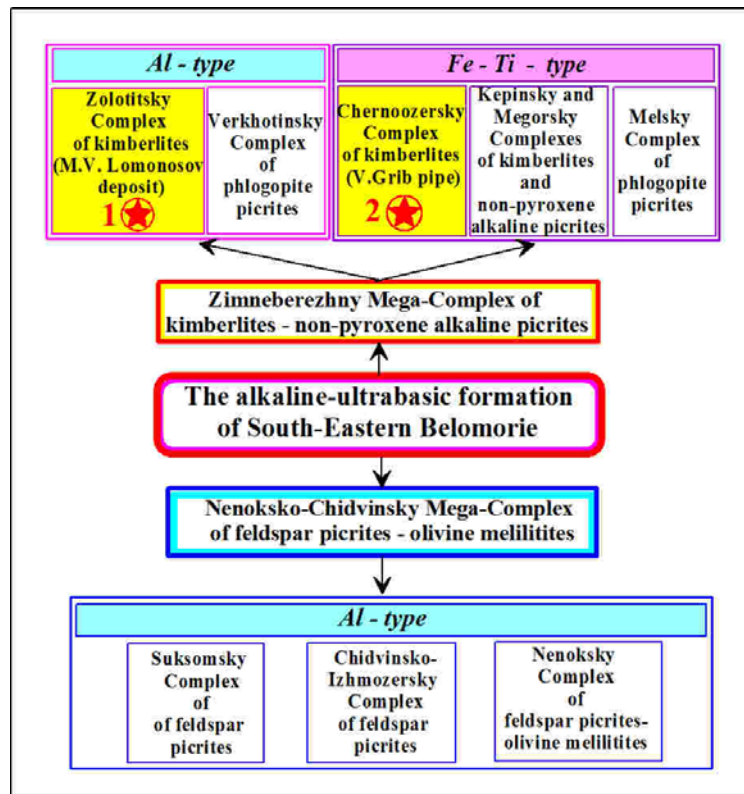 Al - type
Zolotitsky
Complex
of kimberlites
(M.V. Lomonosov
deposit)
1
Verkhotinsky
Complex
of
phlogopite
picrites
Fe - Ti - type
Chernoozersky
Complex
of kimberlites
(V.Grib pipe)
2
Kepinsky and
Megorsky
Complexes
of kimberlites
and
non-pyroxene
alkaline picrites
Melsky
Complex
of
phlogopite
picrites
Zimneberezhny Mega-Complex of
kimberlites - non-pyroxene alkaline picrites
The alkaline-ultrabasic formation
of South-Eastern Belomorie
Nenoksko-Chidvinsky Mega-Complex
of feldspar picrites - olivine melilitites
Al - type
Suksomsky
Complex
of
of feldspar
picrites
Chidvinsko-
Izhmozersky
Complex
of feldspar
picrites
Nenoksky
Complex
of
feldspar picrites-
olivine melilitites